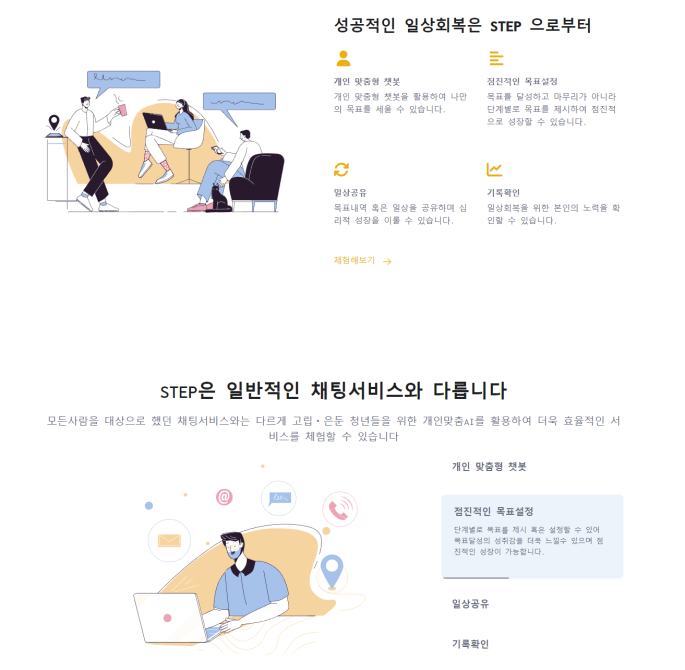 성공적인 일상회복은 STEP 으로부터
개인 맞춤형 챗봇
개인 맞춤형 챗봇을 활용하여 나만
의 목표를 세울 수 있습니다.
점진적인 목표설정
목표를 달성하고 마무리가 아니라
단계별로 목표를 제시하여 점진적
으로 성장할 수 있습니다.
일상공유
목표내역 혹은 일상을 공유하며 심
리적 성장을 이룰 수 있습니다.
기록확인
일상회복을 위한 본인의 노력을 확
인할 수 있습니다.
체험해보기 →
STEP은 일반적인 채팅서비스와 다릅니다
모든사람을 대상으로 했던 채팅서비스와는 다르게 고립・은둔 청년들을 위한 개인맞춤AI를 활용하여 더욱 효율적인 서
비스를 체험할 수 있습니다
개인 맞춤형 챗봇
점진적인 목표설정
단계별로 목표를 제시 혹은 설정할 수 있어
목표달성의 성취감을 더욱 느낄수 있으며 점
진적인 성장이 가능합니다.
일상공유
기록확인
@